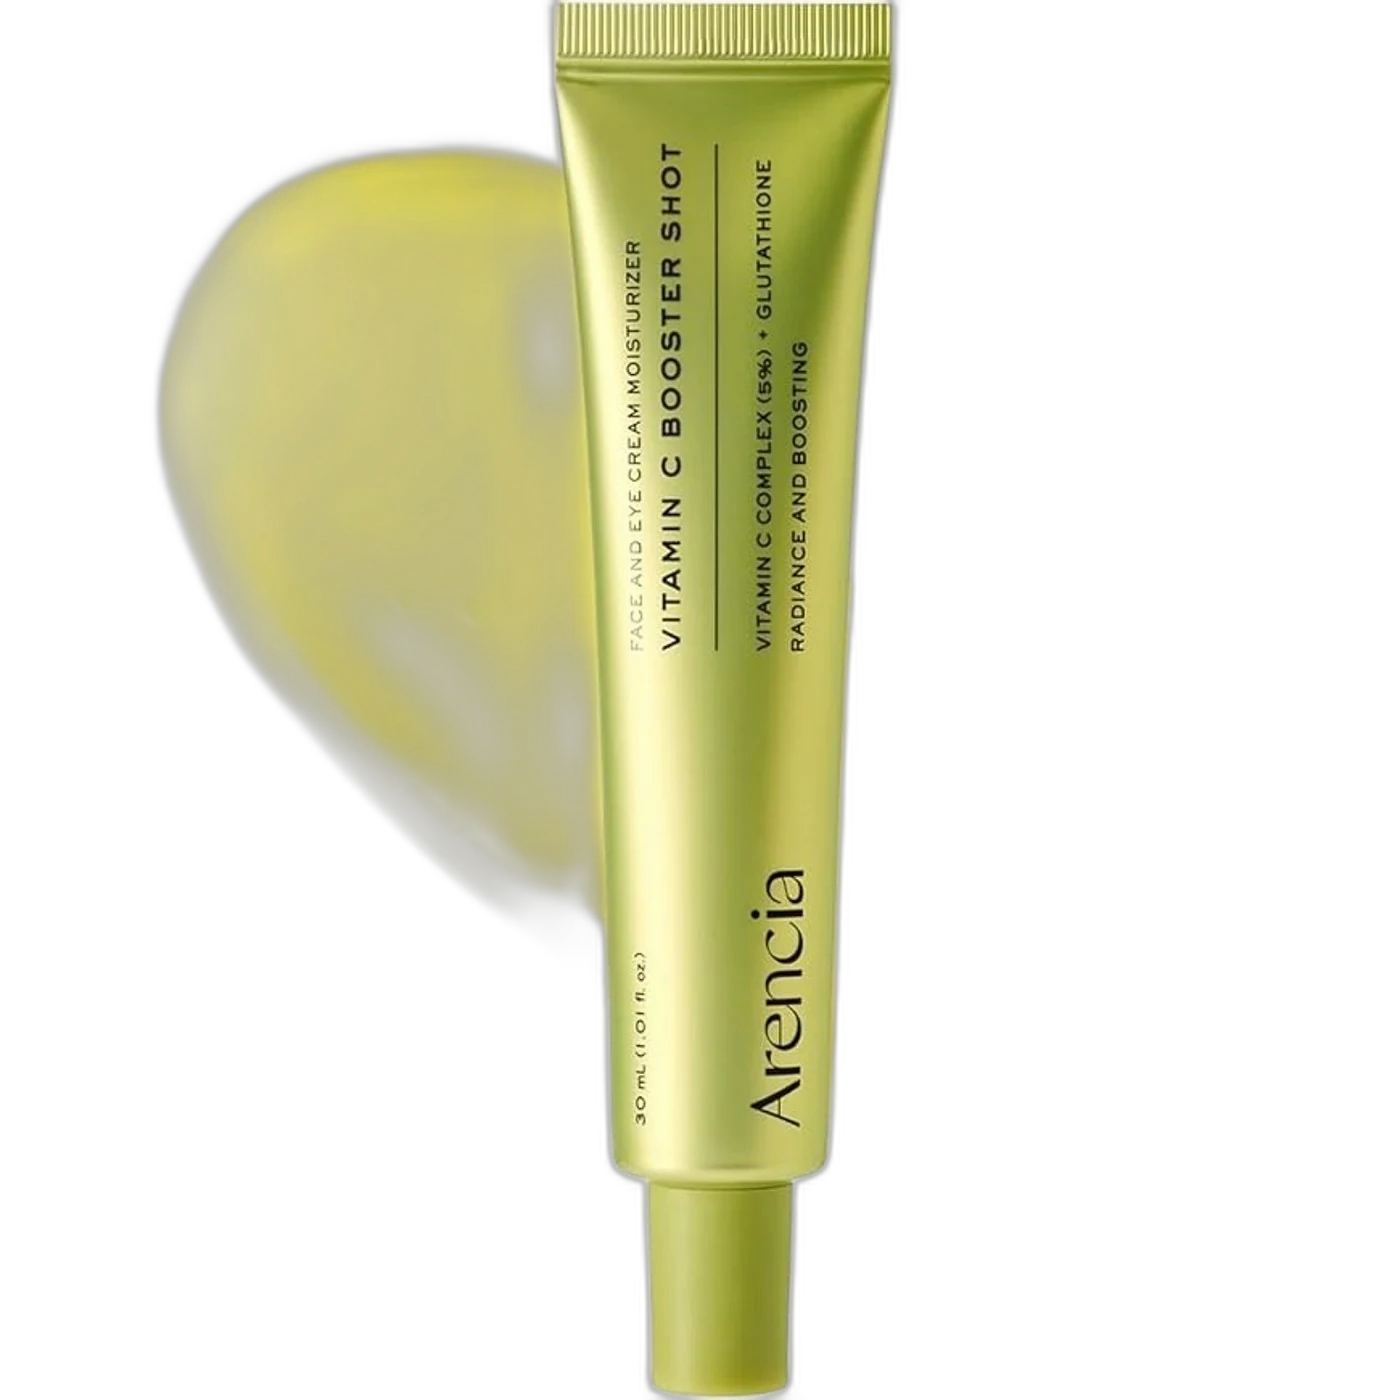 FACE AND EYE CREAM MOISTURIZER
VITAMIN C BOOSTER SHOT
VITAMIN C COMPLEX (5%) + GLUTATHIONE
RADIANCE AND BOOSTING
30 mL (1.01 fl. oz.)
Arencia